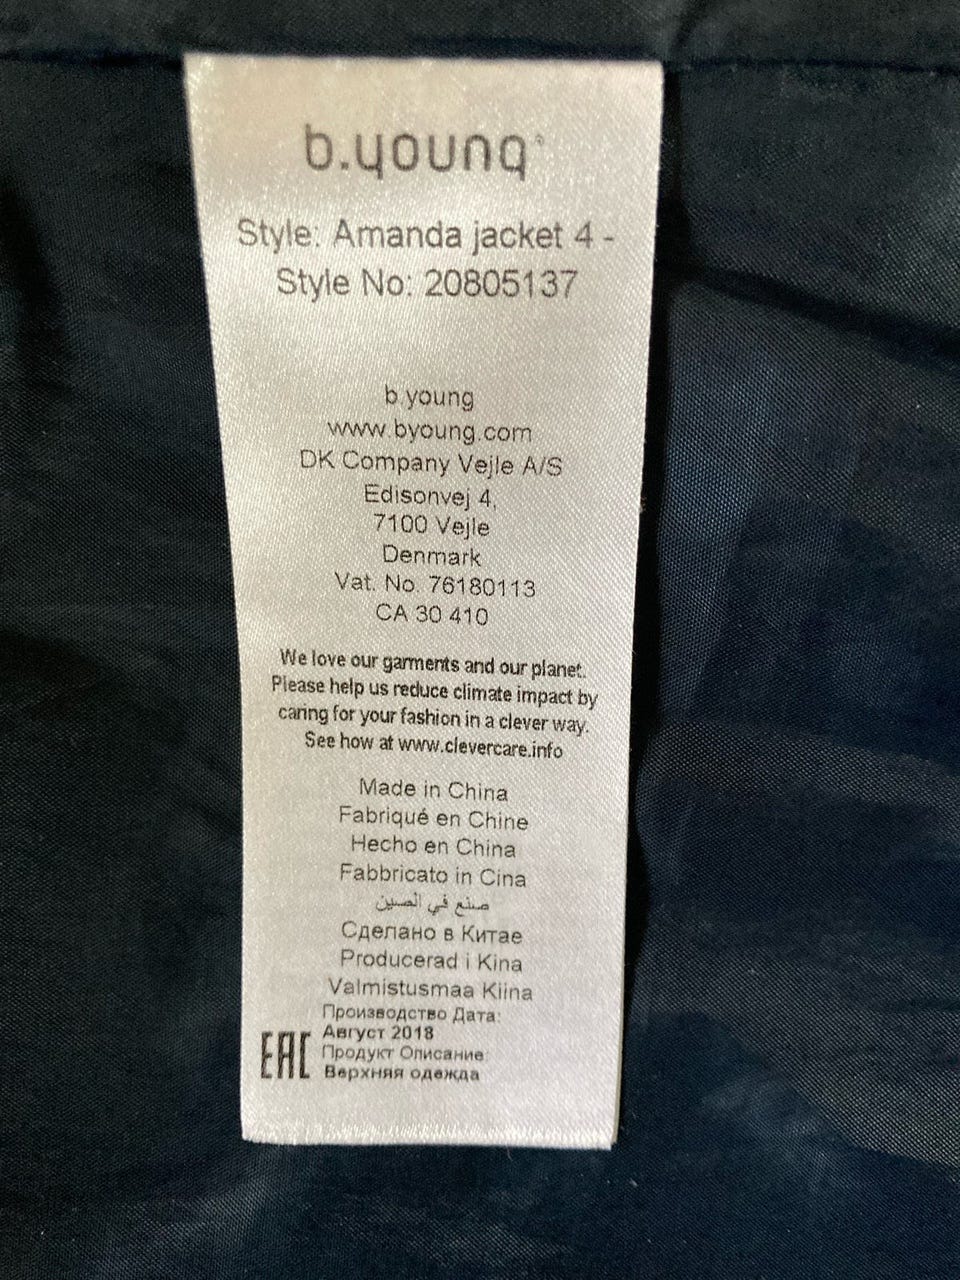 b.young®
Style: Amanda jacket 4 -
Style No: 20805137
b.young
www.byoung.com
DK Company Vejle A/S
Edisonvej 4,
7100 Vejle
Denmark
Vat. No. 76180113
CA 30 410
We love our garments and our planet.
Please help us reduce climate impact by
caring for your fashion in a clever way.
See how at www.clevercare.info
Made in China
Fabriqué en Chine
Hecho en China
Fabbricato in Cina
صنع في الصين
Сделано в Китае
Producerad i Kina
Valmistusmaa Kiina
Производство Дата:
Август 2018
Продукт Описание:
Верхняя одежда
EAC